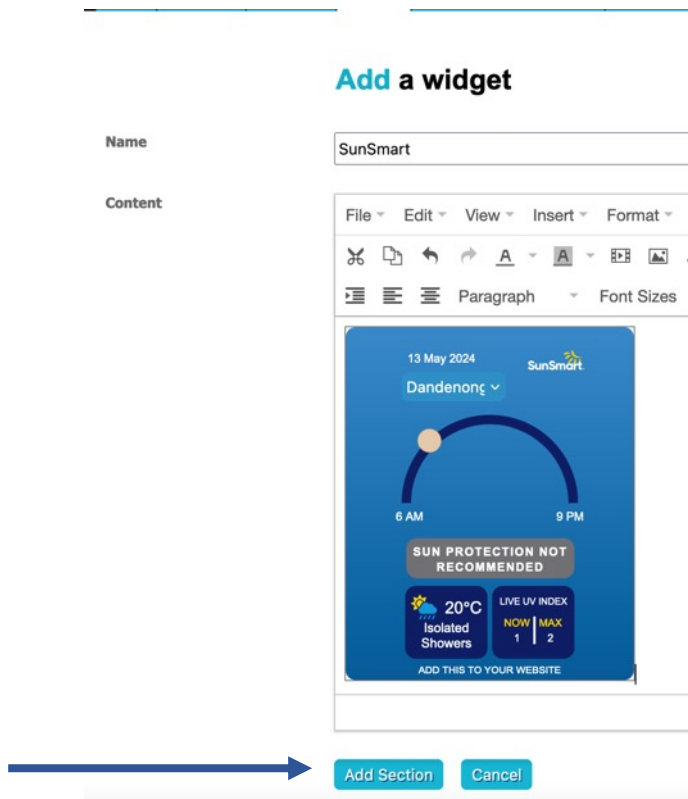 Add a widget
Name
SunSmart
Content
File Edit View Insert Format
A A
Paragraph Font Sizes
13 May 2024
SunSmart
Dandenong
6 AM 9 PM
SUN PROTECTION NOT
RECOMMENDED
20°C
Isolated
Showers
LIVE UV INDEX
NOW MAX
1 2
ADD THIS TO YOUR WEBSITE
Add Section Cancel